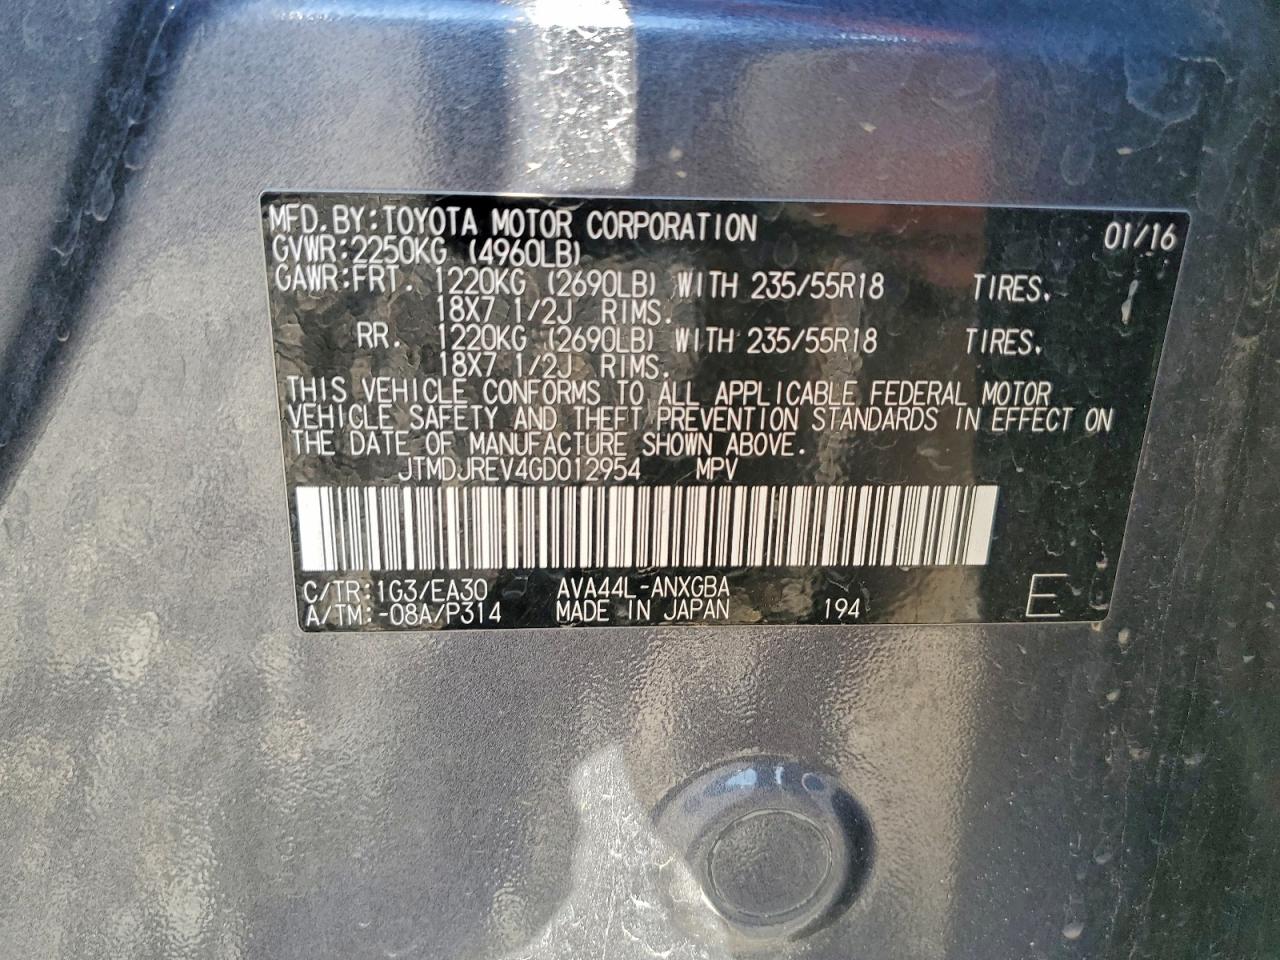 MFD.BY:TOYOTA MOTOR CORPORATION 01/16
GVWR:2250KG (4960LB)
GAWR:FRT. 1220KG (2690LB) WITH 235/55R18 TIRES.
18X7 1/2J RIMS.
RR. 1220KG (2690LB) WITH 235/55R18 TIRES.
18X7 1/2J RIMS.
THIS VEHICLE CONFORMS TO ALL APPLICABLE FEDERAL MOTOR
VEHICLE SAFETY AND THEFT PREVENTION STANDARDS IN EFFECT ON
THE DATE OF MANUFACTURE SHOWN ABOVE.
JTMDJREV4GD012954 MPV
C/TR:1G3/EA30 AVA44L-ANXGBA
A/TM:-08A/P314 MADE IN JAPAN 194 E